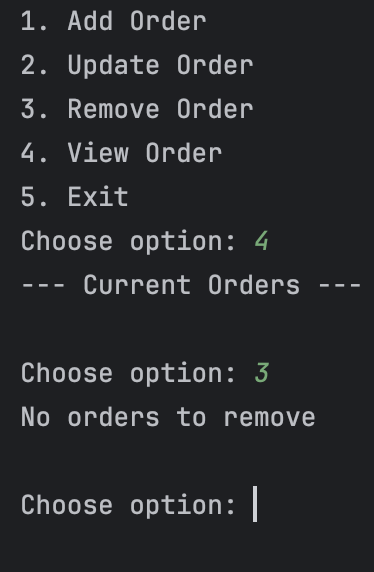 1. Add Order
2. Update Order
3. Remove Order
4. View Order
5. Exit
Choose option: 4
--- Current Orders ---
Choose option: 3
No orders to remove
Choose option: